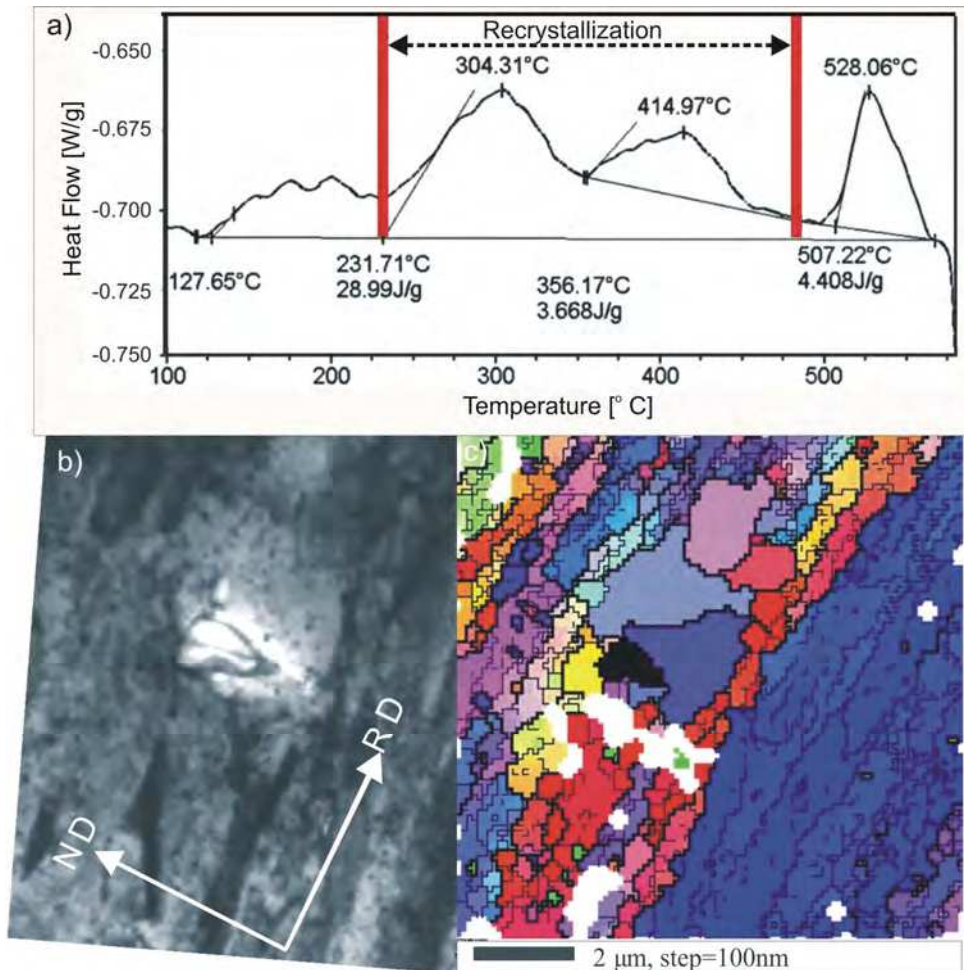 a)
Recrystallization
304.31°C
414.97°C
528.06°C
127.65°C
231.71°C
28.99J/g
356.17°C
3.668J/g
507.22°C
4.408J/g
Heat Flow [W/g]
-0.650
-0.675
-0.700
-0.725
-0.750
100
200
300
400
500
Temperature [° C]
b)
ND
RD
c)
2 μm, step=100nm